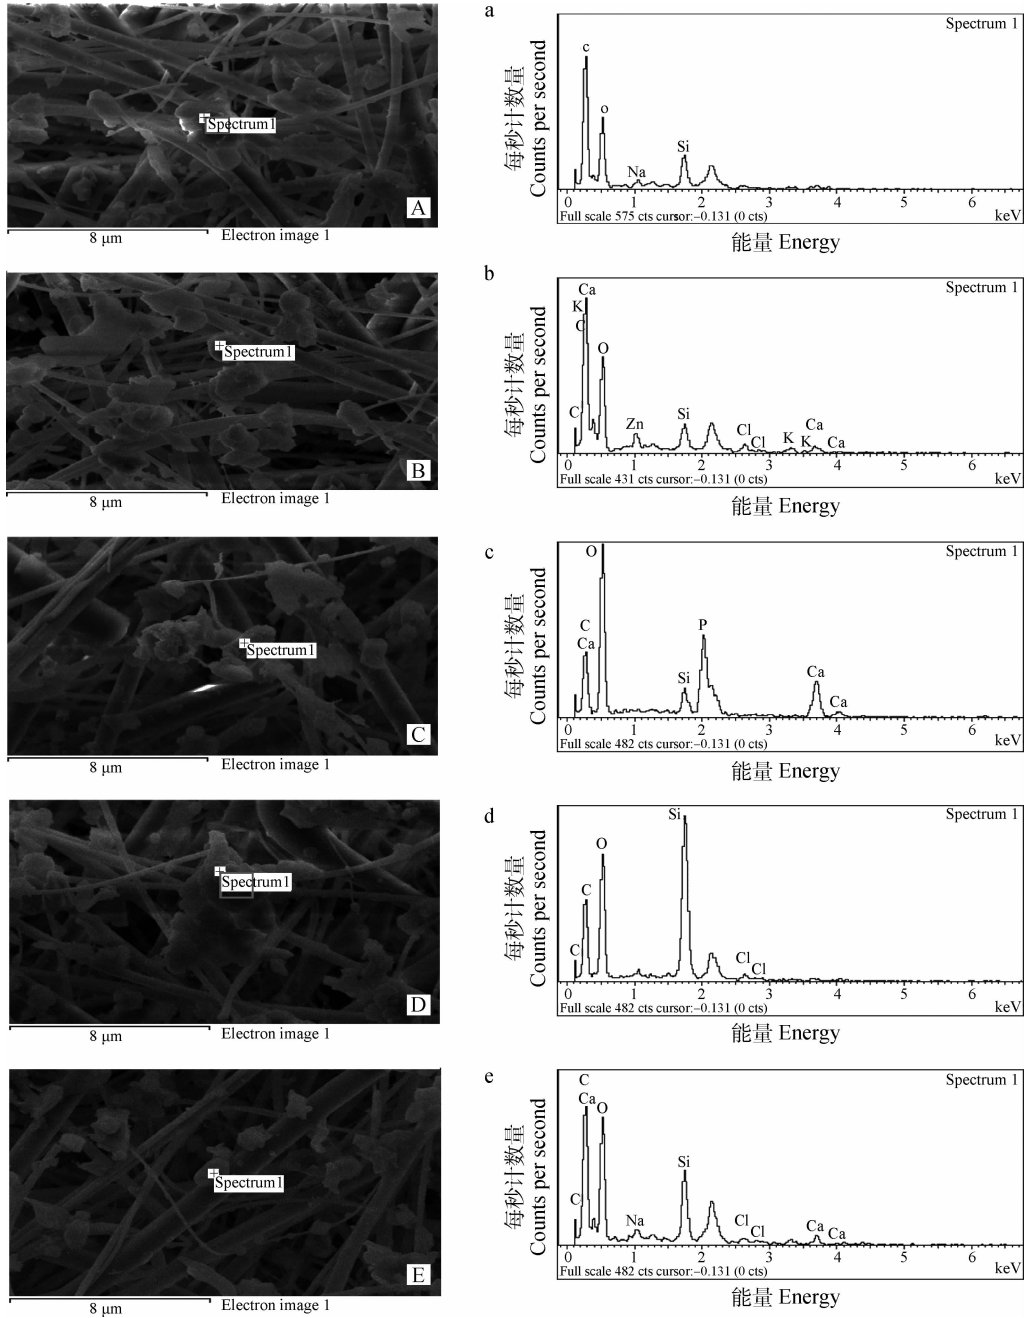 a
Spectrum 1
c
o
Si
Na
每秒计数量
Counts per second
0 1 2 3 4 5 6
keV
Full scale 575 cts cursor:−0.131 (0 cts)
能量 Energy
Spectrum1
A
8 μm
Electron image 1
b
Spectrum 1
Ca
K
C
O
C
Zn
Si
Cl
Cl
K
K
Ca
Ca
每秒计数量
Counts per second
0 1 2 3 4 5 6
keV
Full scale 431 cts cursor:−0.131 (0 cts)
能量 Energy
Spectrum1
B
8 μm
Electron image 1
c
Spectrum 1
O
C
Ca
P
Si
Ca
Ca
每秒计数量
Counts per second
0 1 2 3 4 5 6
keV
Full scale 482 cts cursor:−0.131 (0 cts)
能量 Energy
Spectrum1
C
8 μm
Electron image 1
d
Spectrum 1
Si
O
C
C
Cl
Cl
每秒计数量
Counts per second
0 1 2 3 4 5 6
keV
Full scale 482 cts cursor:−0.131 (0 cts)
能量 Energy
Spectrum1
D
8 μm
Electron image 1
e
Spectrum 1
C
Ca
O
Si
C
Na
Cl
Cl
Ca
Ca
每秒计数量
Counts per second
0 1 2 3 4 5 6
keV
Full scale 482 cts cursor:−0.131 (0 cts)
能量 Energy
Spectrum1
E
8 μm
Electron image 1